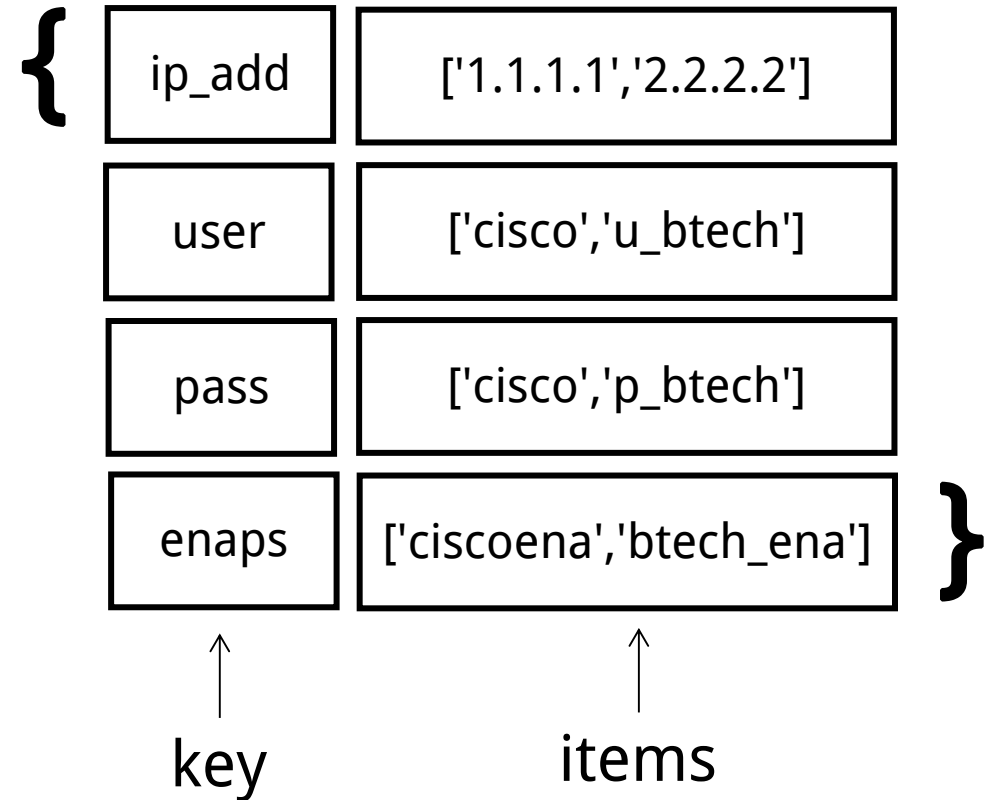 { ip_add ['1.1.1.1','2.2.2.2']
user ['cisco','u_btech']
pass ['cisco','p_btech']
enaps ['ciscoena','btech_ena'] }
key items